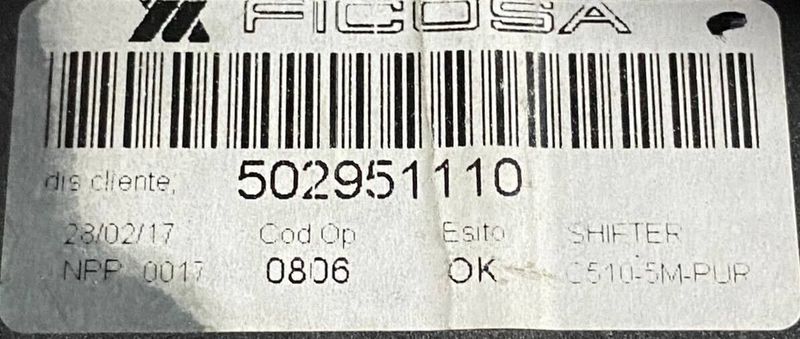 FICOSA
dis cliente,
502951110
28/02/17 Cod Op Esito SHIFTER
NPP 0017 0806 OK C510-5M-PUR